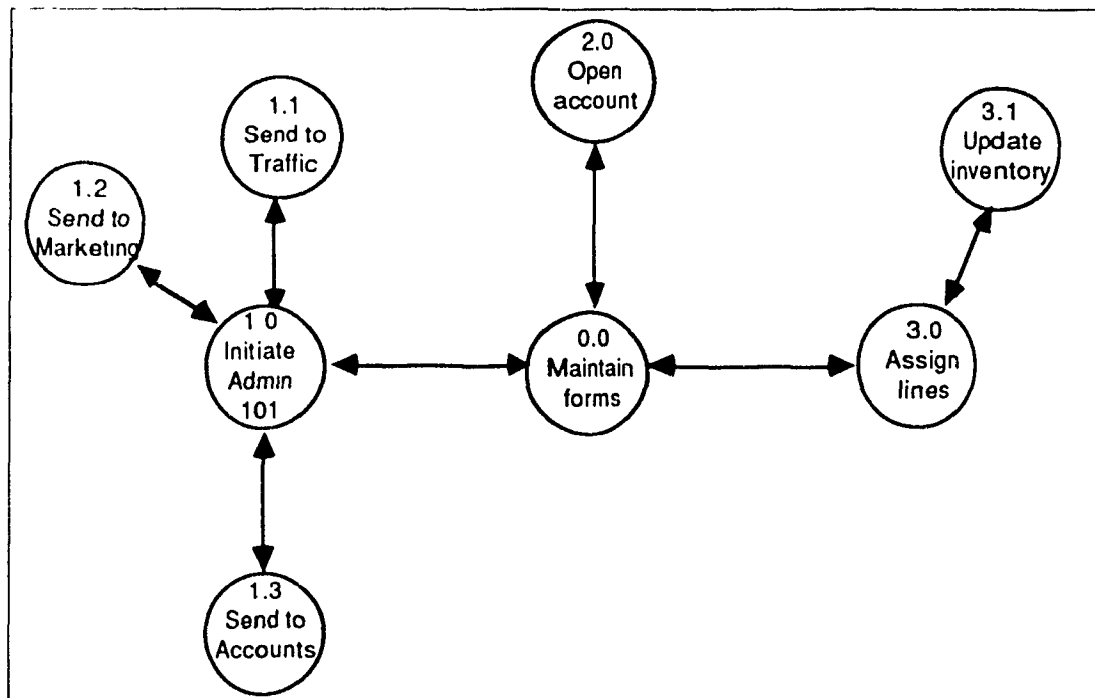 2.0
Open
account
1.1
Send to
Traffic
3.1
Update
inventory
1.2
Send to
Marketing
1 0
Initiate
Admin
101
0.0
Maintain
forms
3.0
Assign
lines
1.3
Send to
Accounts